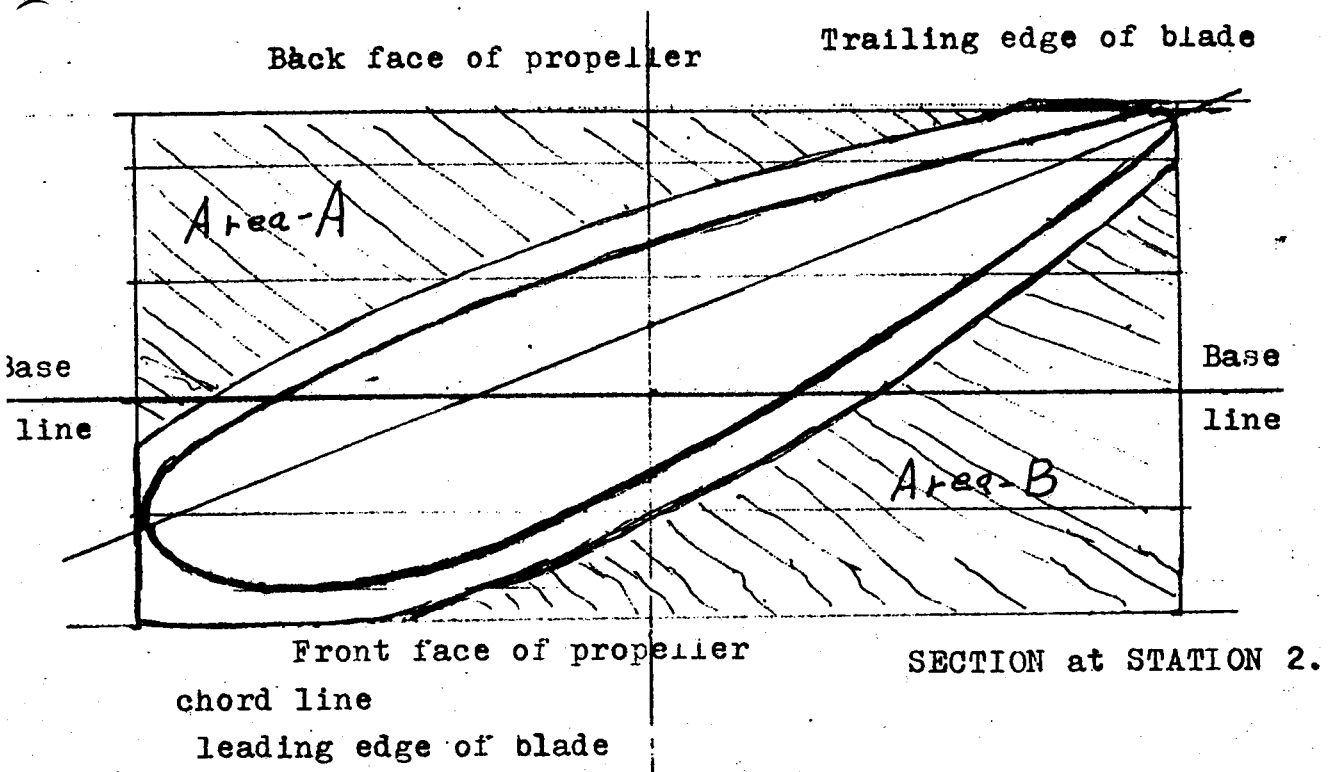 Trailing edge of blade
Back face of propeller
Area-A
Base
line
Base
line
Area-B
Front face of propeller
SECTION at STATION 2.
chord line
leading edge of blade